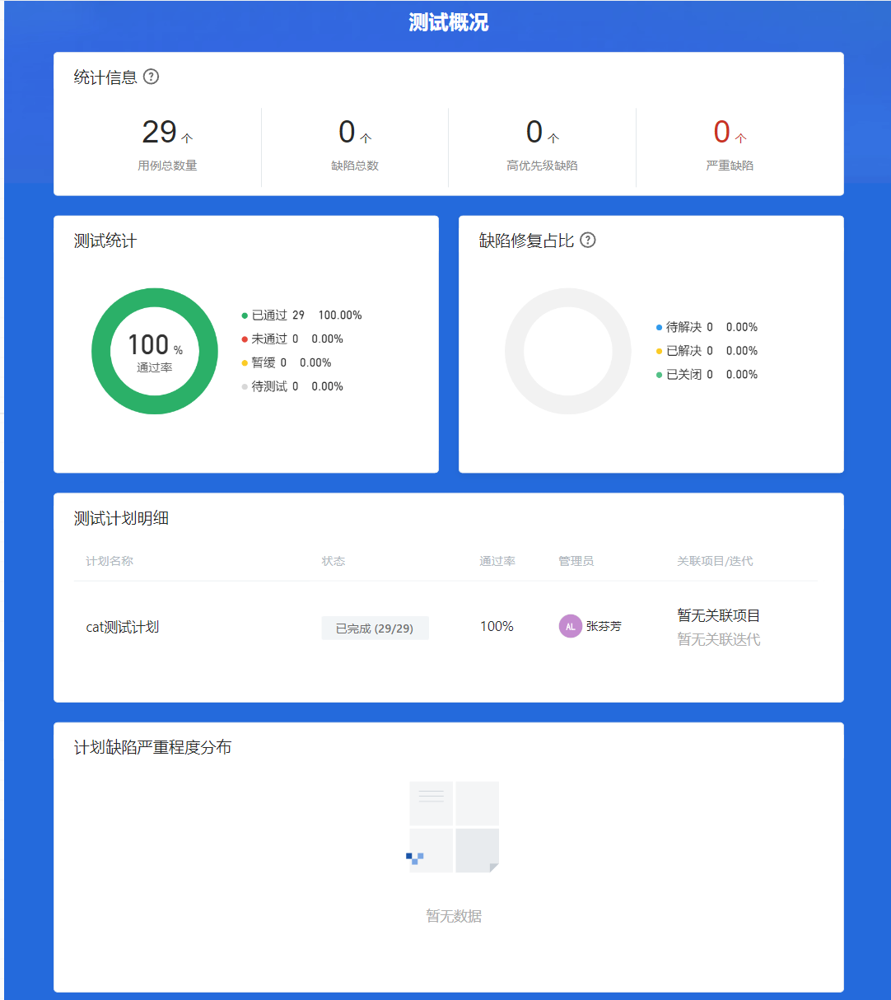 测试概况
统计信息 ?
29 个
0 个
0 个
0 个
用例总数量
缺陷总数
高优先级缺陷
严重缺陷
测试统计
100 %
通过率
已通过 29 100.00%
未通过 0 0.00%
暂缓 0 0.00%
待测试 0 0.00%
缺陷修复占比 ?
待解决 0 0.00%
已解决 0 0.00%
已关闭 0 0.00%
测试计划明细
计划名称 状态 通过率 管理员 关联项目/迭代
cat测试计划 已完成 (29/29) 100% AL 张芬芳 暂无关联项目
暂无关联迭代
计划缺陷严重程度分布
暂无数据